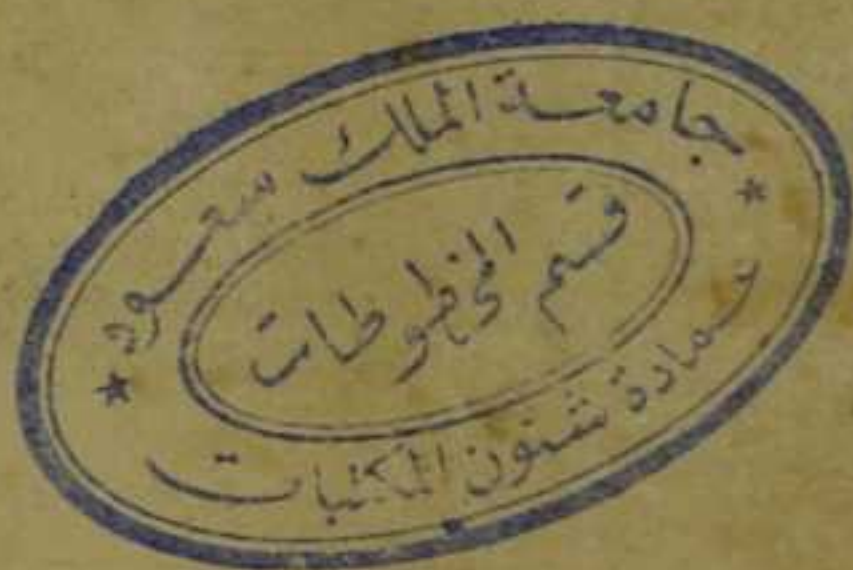 جامعة الملك سعود
قسم المخطوطات
عمادة شئون المكتبات